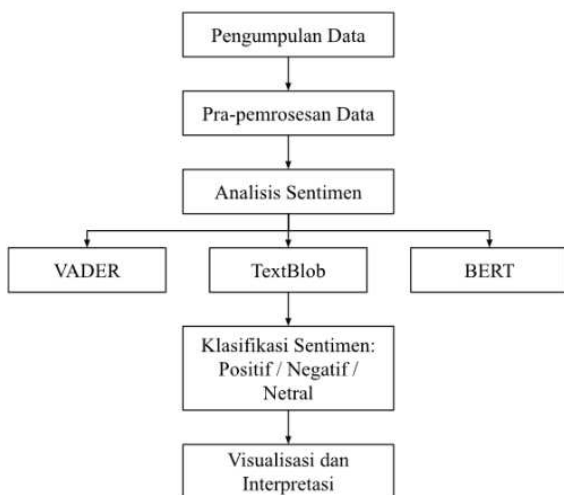 Pengumpulan Data
Pra-pemrosesan Data
Analisis Sentimen
VADER
TextBlob
BERT
Klasifikasi Sentimen:
Positif / Negatif /
Netral
Visualisasi dan
Interpretasi